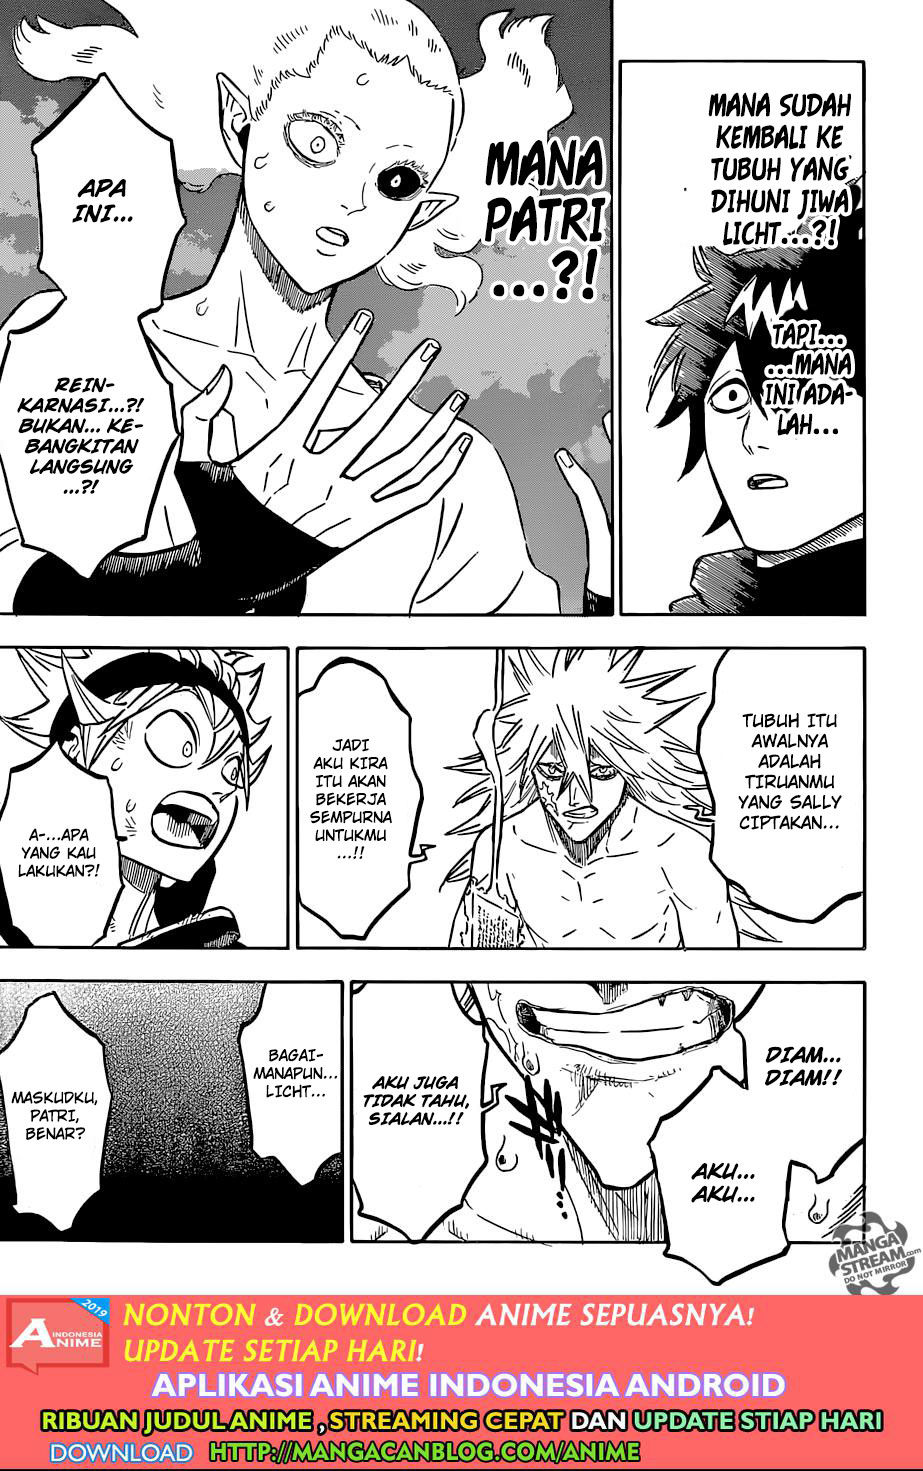 MANA SUDAH
KEMBALI KE
TUBUH YANG
DIHUNI JIWA
LICHT...?!
TAPI...
...MANA
INI ADA-
LAH...
MANA
PATRI
...?!
APA
INI...
REIN-
KARNASI...?!
BUKAN... KE-
BANGKITAN
LANGSUNG
...?!
TUBUH ITU
AWALNYA
ADALAH
TIRUANMU
YANG SALLY
CIPTAKAN...
JADI
AKU KIRA
ITU AKAN
BEKERJA
SEMPURNA
UNTUKMU
...!!
A-...APA
YANG KAU
LAKUKAN?!
DIAM...
DIAM!!
AKU...
AKU...
AKU JUGA
TIDAK TAHU,
SIALAN...!!
BAGAI-
MANAPUN...
LICHT...
MASKUDKU,
PATRI,
BENAR?
MANGA
STREAM.com
DO NOT MIRROR
2019
INDONESIA
ANIME
NONTON & DOWNLOAD ANIME SEPUASNYA!
UPDATE SETIAP HARI!
APLIKASI ANIME INDONESIA ANDROID
RIBUAN JUDUL ANIME , STREAMING CEPAT DAN UPDATE STIAP HARI
DOWNLOAD HTTP://MANGACANBLOG.COM/ANIME